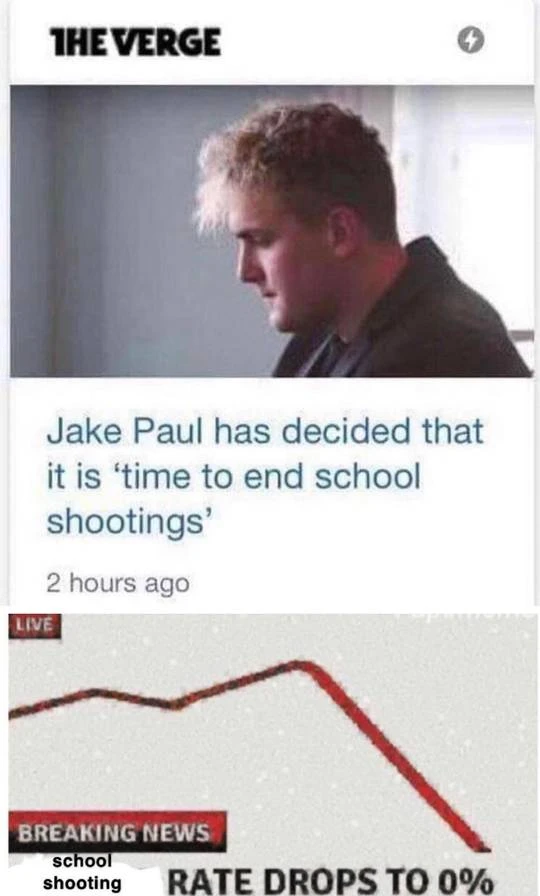 THE VERGE
Jake Paul has decided that
it is ‘time to end school
shootings’
2 hours ago
LIVE
BREAKING NEWS
school
shooting RATE DROPS TO 0%